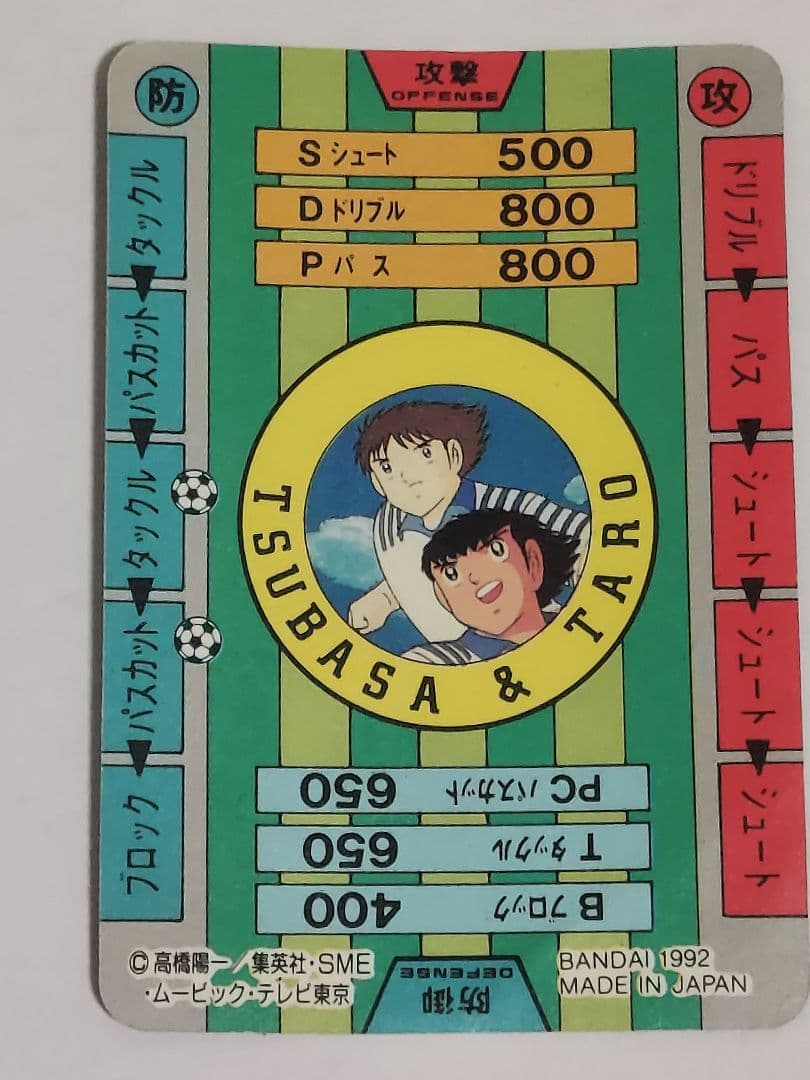 防
攻撃
OFFENSE
攻
S シュート 500
D ドリブル 800
P パス 800
タックル
パスカット
タックル
パスカット
ブロック
ドリブル
パス
シュート
シュート
シュート
TSUBASA & TARO
PC パスカット 650
T タックル 650
B ブロック 400
防御
DEFENSE
©高橋陽一/集英社・SME
・ムービック・テレビ東京
BANDAI 1992
MADE IN JAPAN